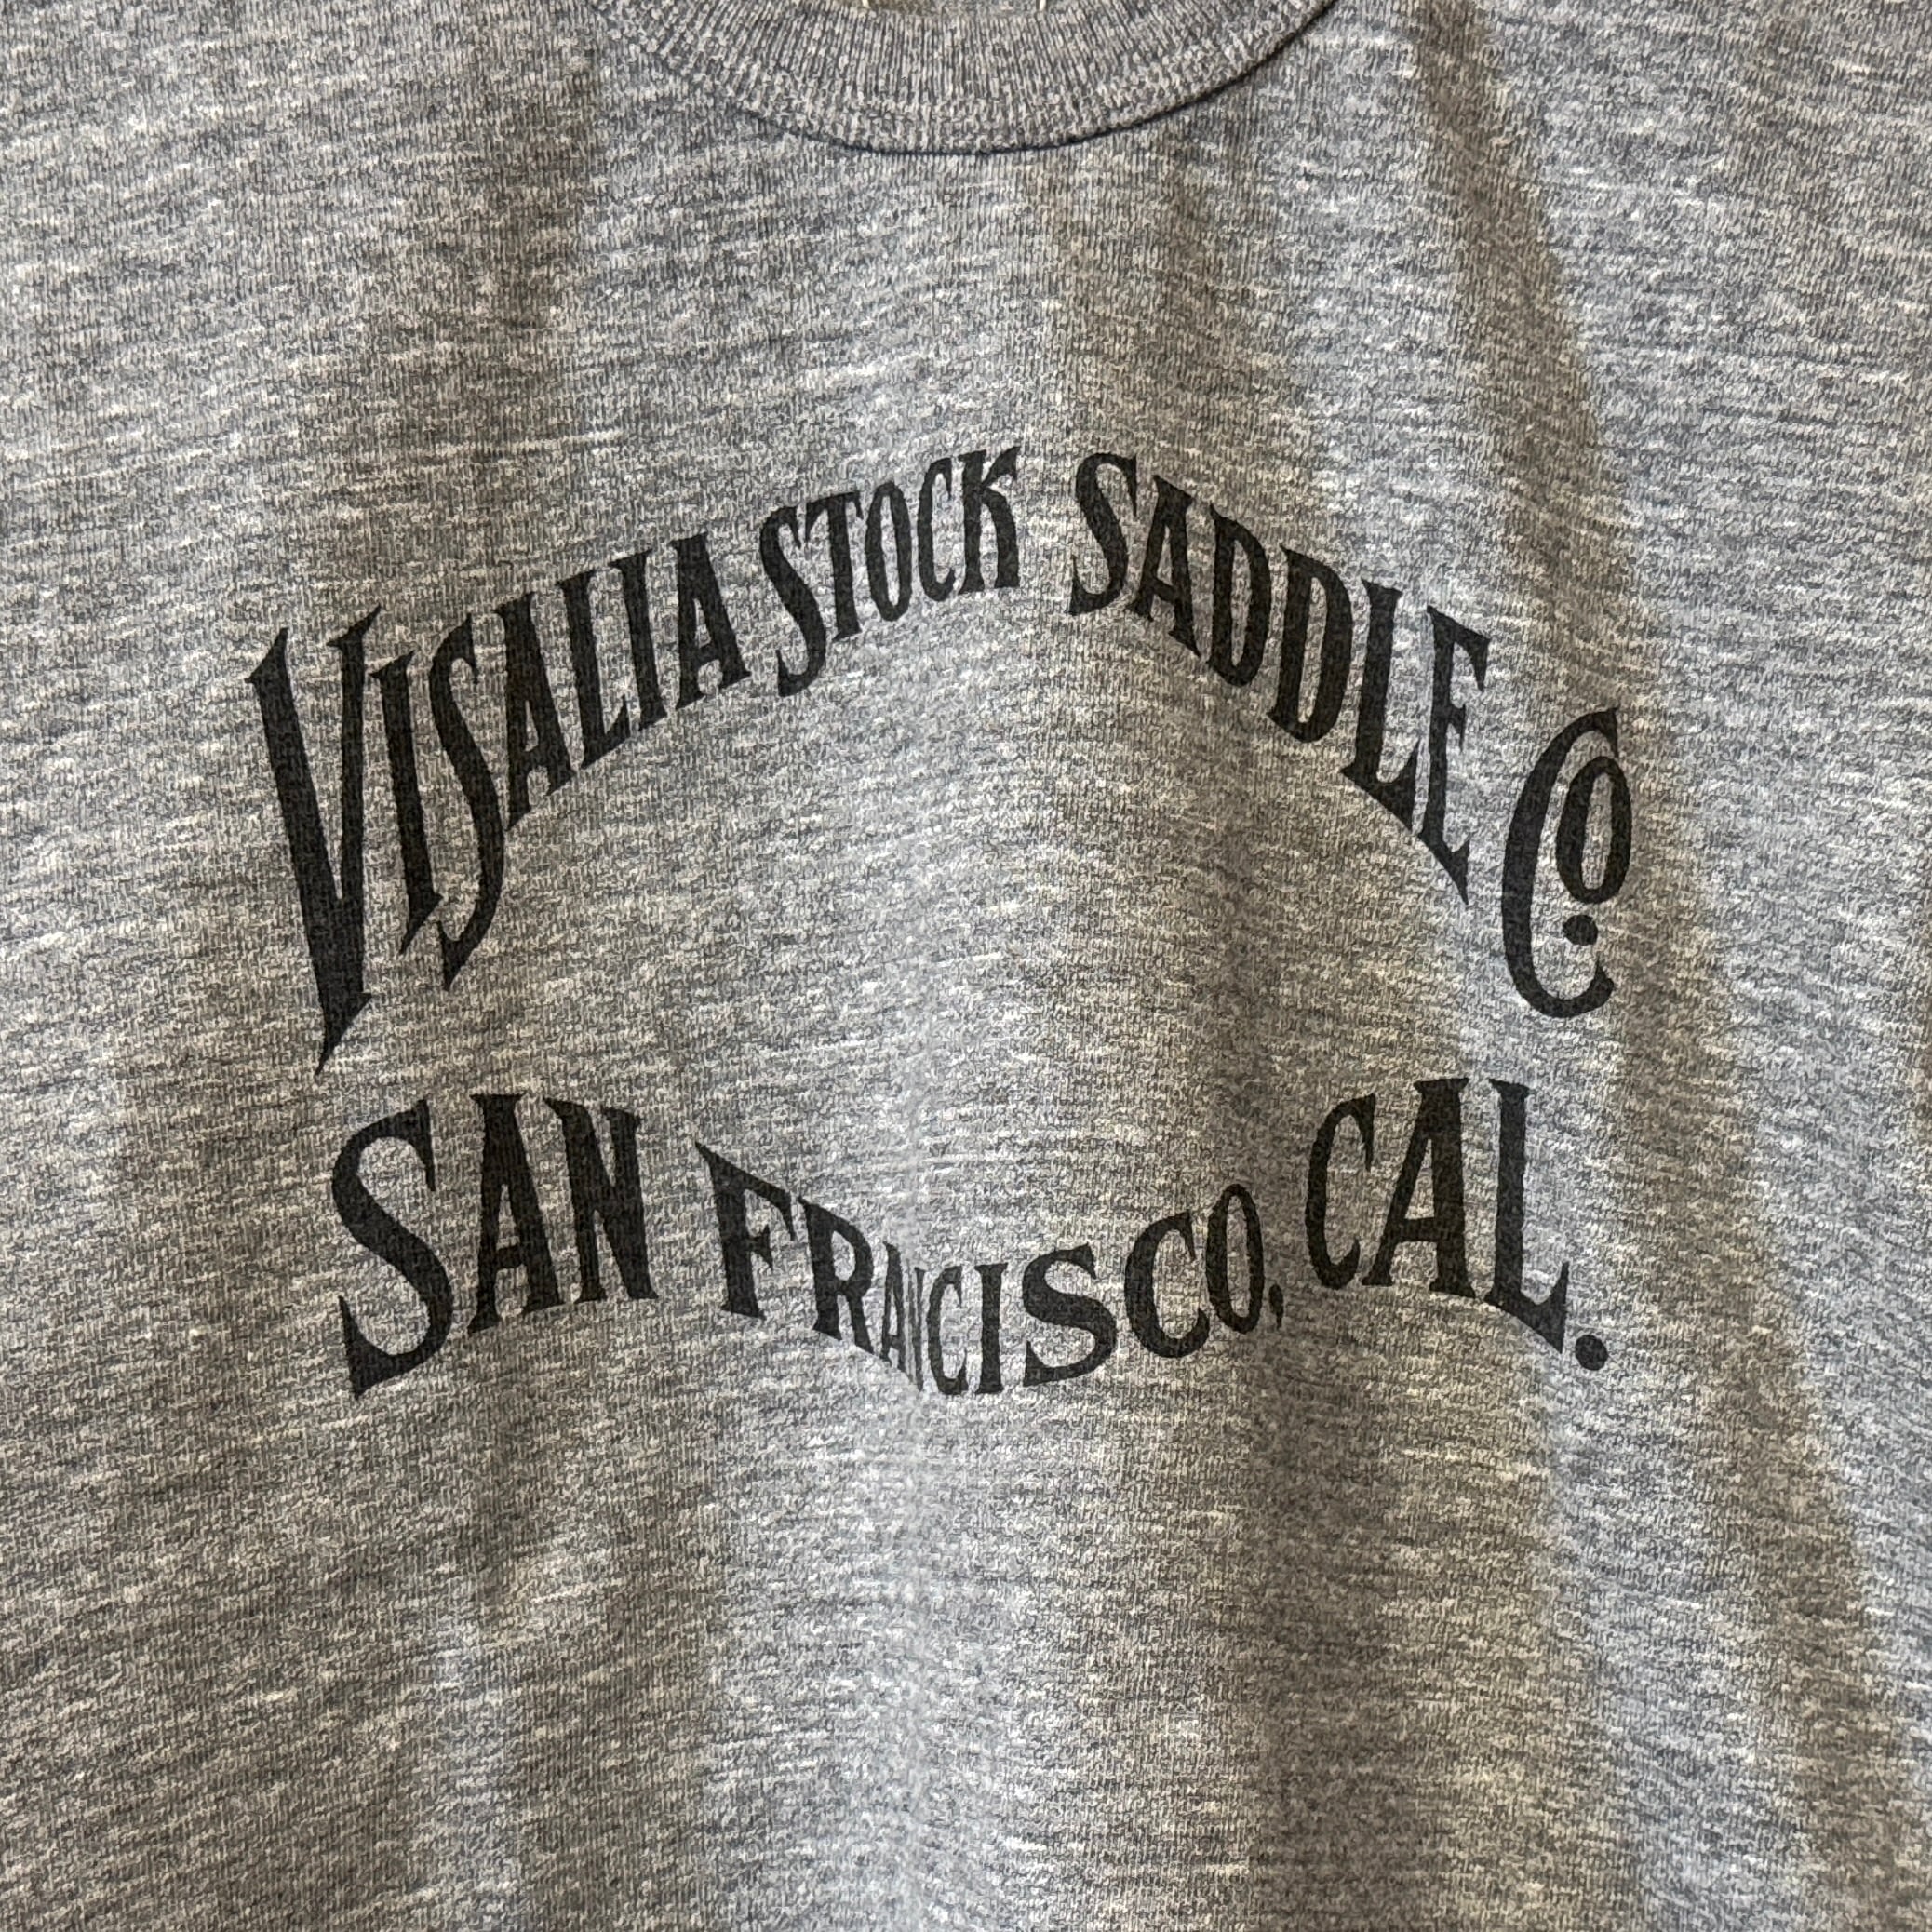 VISALIA STOCK SADDLE Co.
SAN FRANCISCO, CAL.